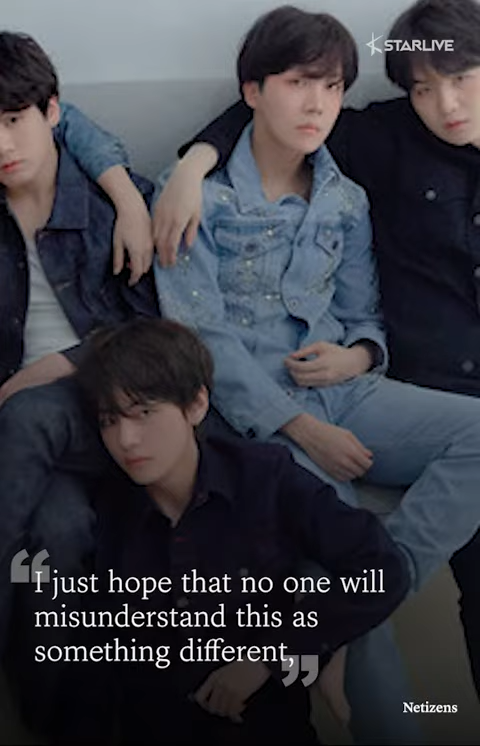 STARLIVE
“I just hope that no one will
misunderstand this as
something different,”
Netizens